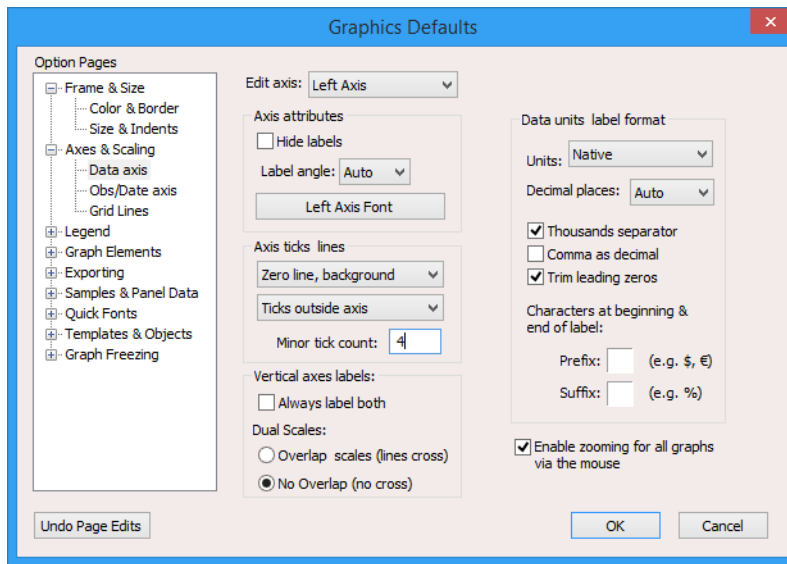 Graphics Defaults
Option Pages
Frame & Size
Color & Border
Size & Indents
Axes & Scaling
Data axis
Obs/Date axis
Grid Lines
Legend
Graph Elements
Exporting
Samples & Panel Data
Quick Fonts
Templates & Objects
Graph Freezing
Edit axis: Left Axis
Axis attributes
Hide labels
Label angle: Auto
Left Axis Font
Axis ticks lines
Zero line, background
Ticks outside axis
Minor tick count: 4
Vertical axes labels:
Always label both
Dual Scales:
Overlap scales (lines cross)
No Overlap (no cross)
Data units label format
Units: Native
Decimal places: Auto
Thousands separator
Comma as decimal
Trim leading zeros
Characters at beginning &
end of label:
Prefix: (e.g. $, €)
Suffix: (e.g. %)
Enable zooming for all graphs
via the mouse
Undo Page Edits
OK
Cancel